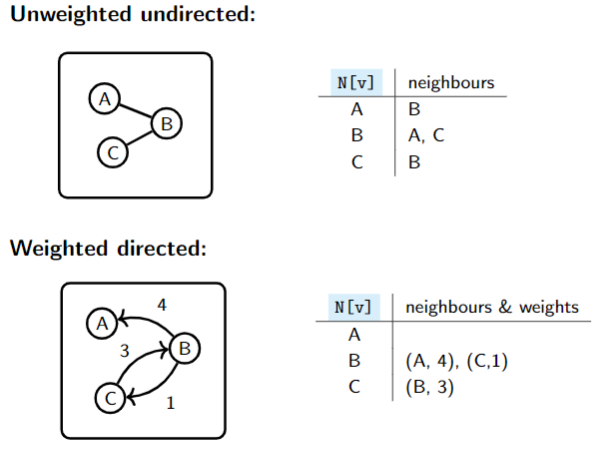 Unweighted undirected:
A
B
C
N[v] neighbours
A B
B A, C
C B
Weighted directed:
4
A
3
B
C
1
N[v] neighbours & weights
A
B (A, 4), (C,1)
C (B, 3)